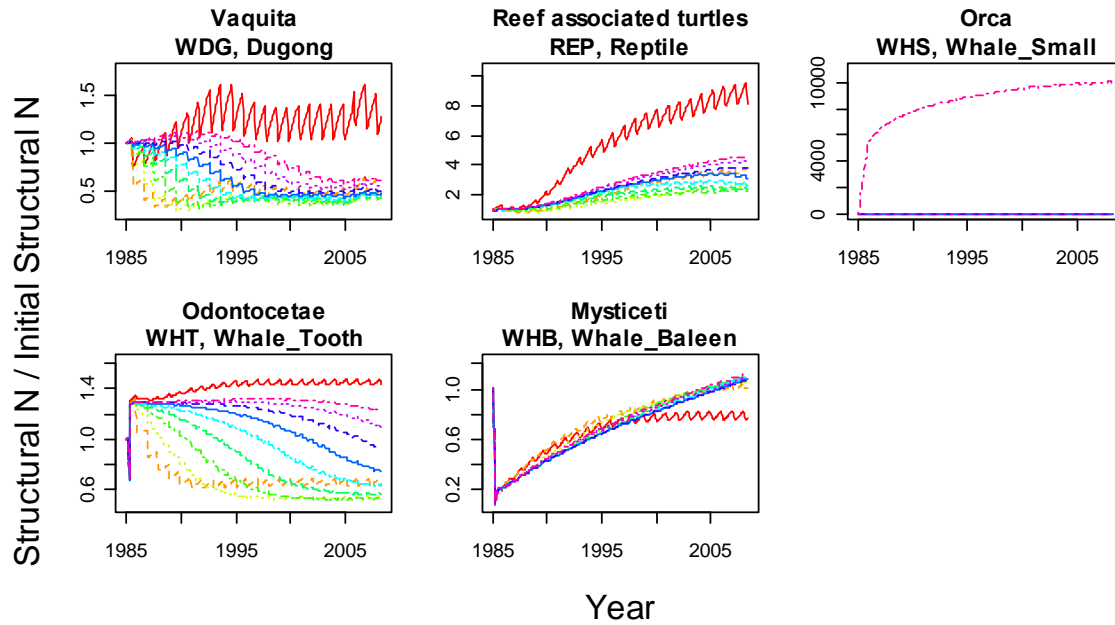 Vaquita
WDG, Dugong
Reef associated turtles
REP, Reptile
Orca
WHS, Whale_Small
0.5 1.0 1.5
1985 1995 2005
2 4 6 8
1985 1995 2005
0 4000 10000
1985 1995 2005
Odontocetae
WHT, Whale_Tooth
Mysticeti
WHB, Whale_Baleen
0.6 1.0 1.4
1985 1995 2005
0.2 0.6 1.0
1985 1995 2005
Structural N / Initial Structural N
Year